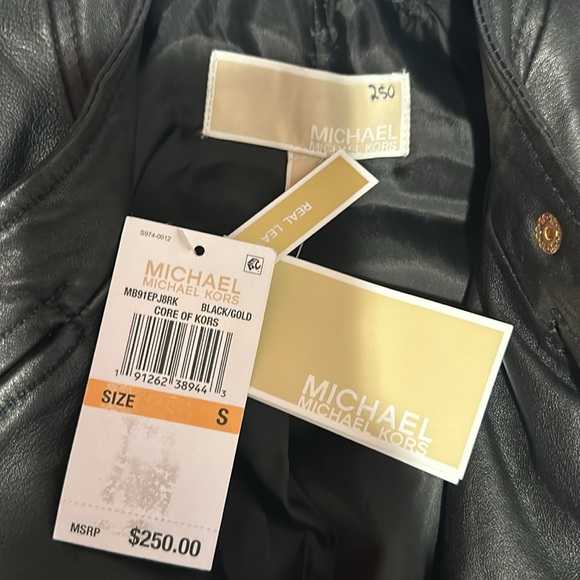 250
MICHAEL
MICHAEL KORS
REAL LEA
S974-0012
MICHAEL
MICHAEL KORS
MB91EPJ8RK BLACK/GOLD
CORE OF KORS
1 91262 38944 3
SIZE S
MSRP $250.00
MICHAEL
MICHAEL KORS